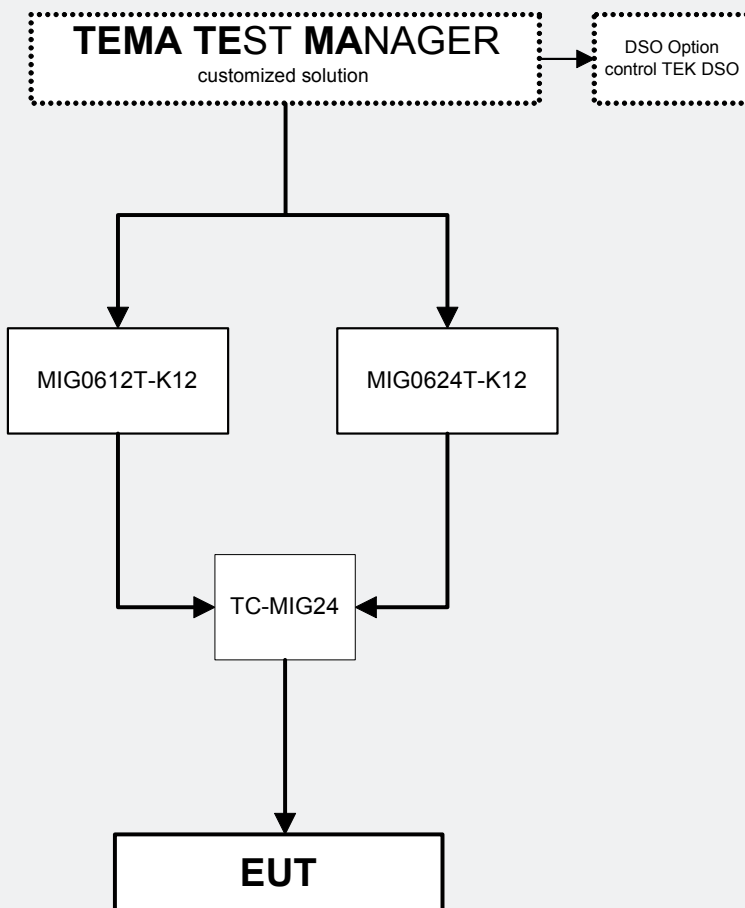 TEMA TEST MANAGER
customized solution
DSO Option
control TEK DSO
MIG0612T-K12
MIG0624T-K12
TC-MIG24
EUT